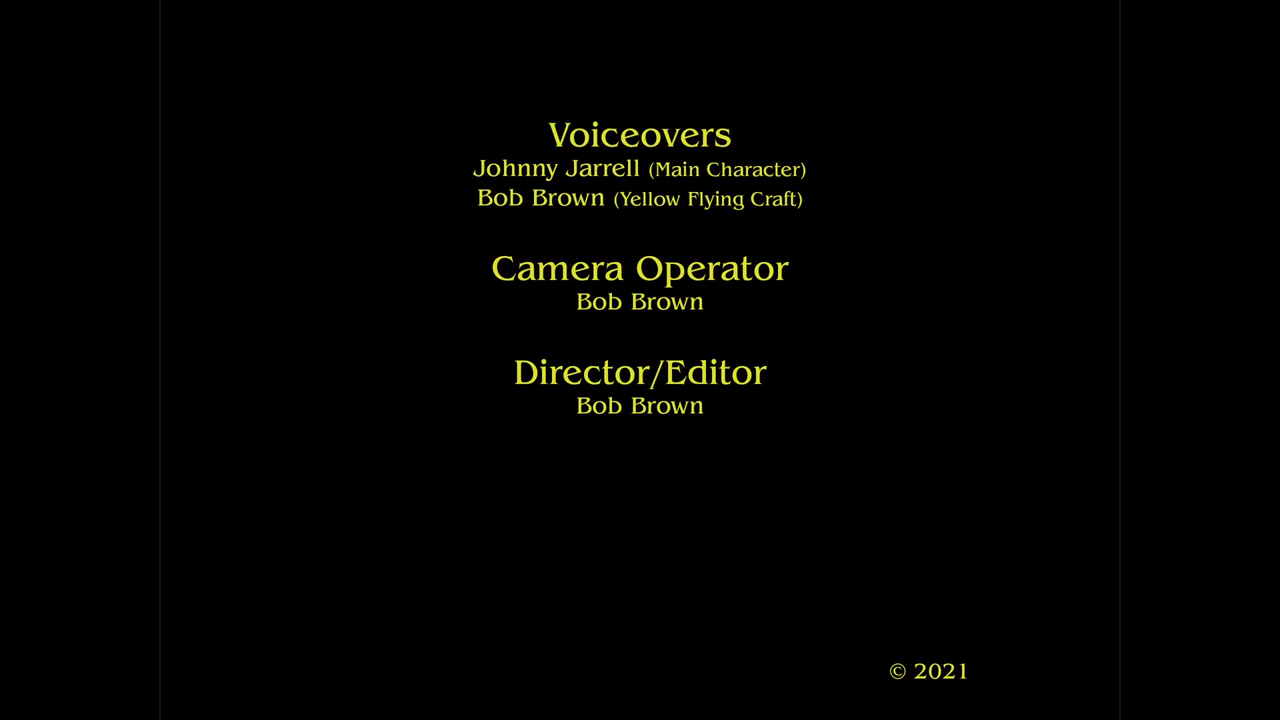 Voiceovers
Johnny Jarrell (Main Character)
Bob Brown (Yellow Flying Craft)
Camera Operator
Bob Brown
Director/Editor
Bob Brown
© 2021